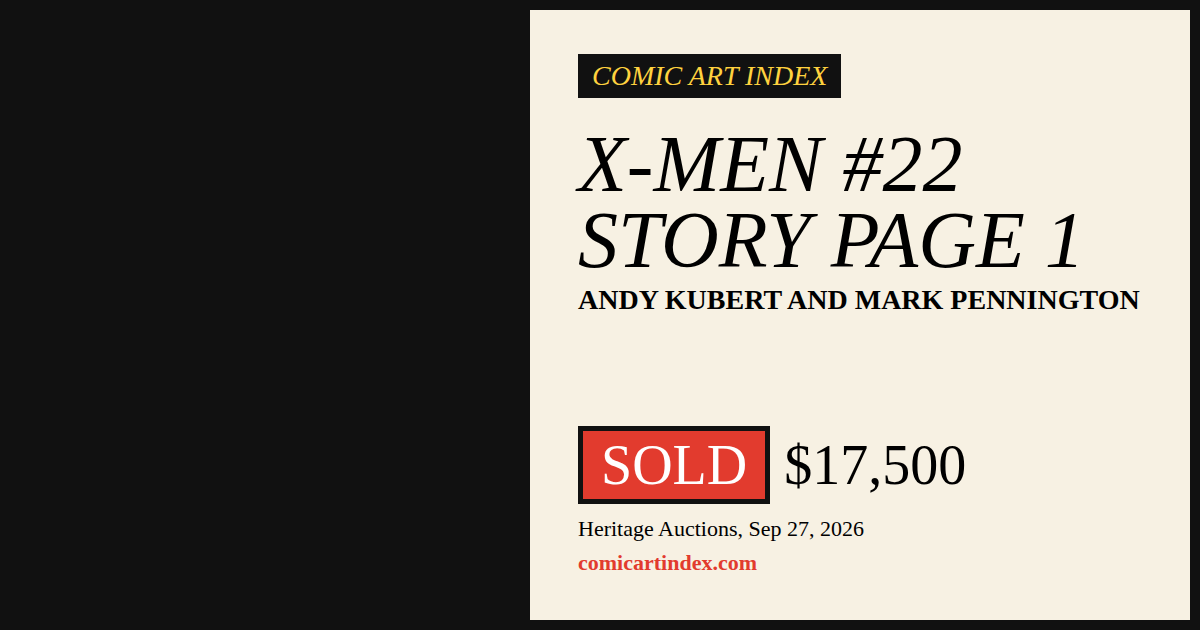 COMIC ART INDEX
X-MEN #22
STORY PAGE 1
ANDY KUBERT AND MARK PENNINGTON
SOLD $17,500
Heritage Auctions, Sep 27, 2026
comicartindex.com